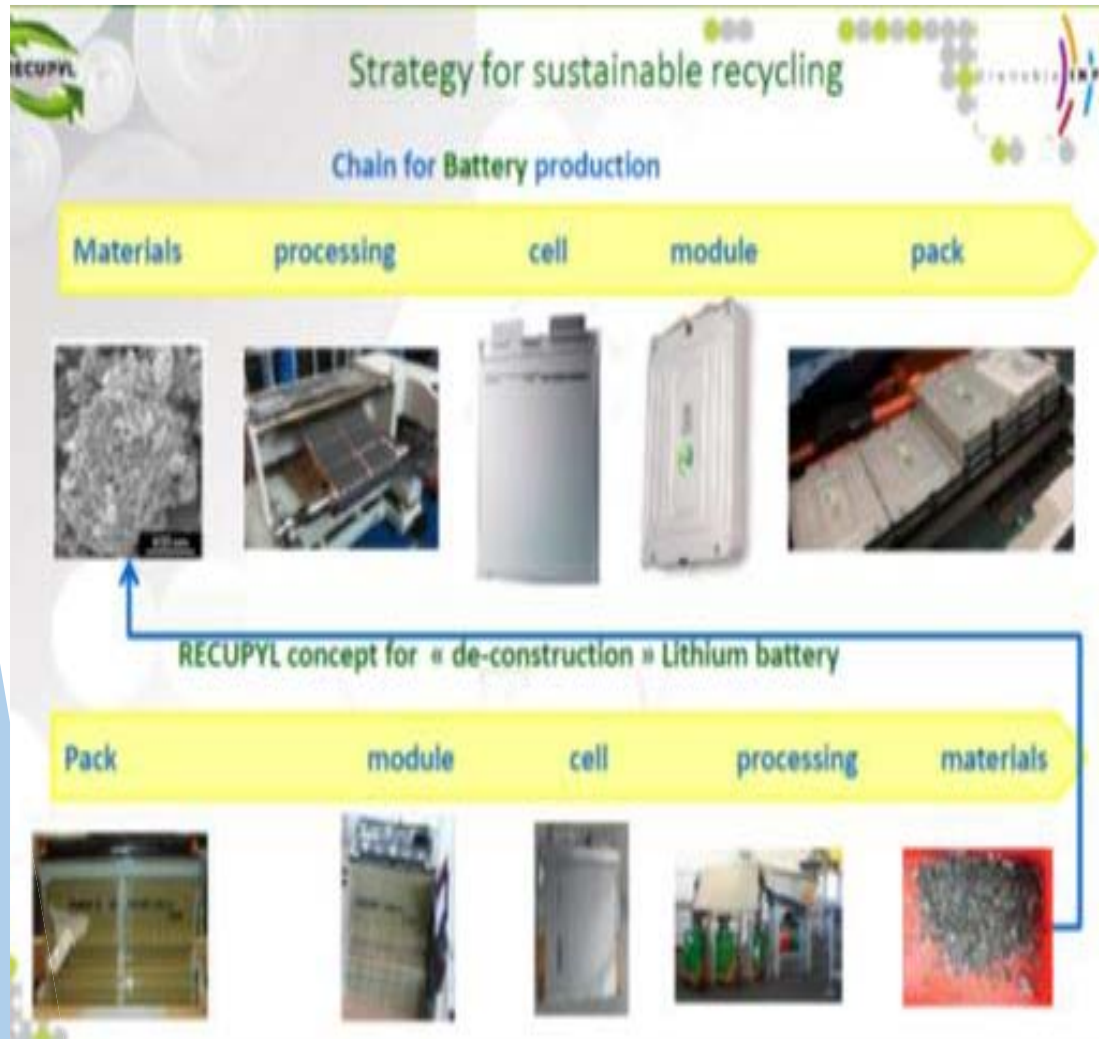 RECUPYL
Strategy for sustainable recycling
Chain for Battery production
Materials processing cell module pack
RECUPYL concept for « de-construction » Lithium battery
Pack module cell processing materials